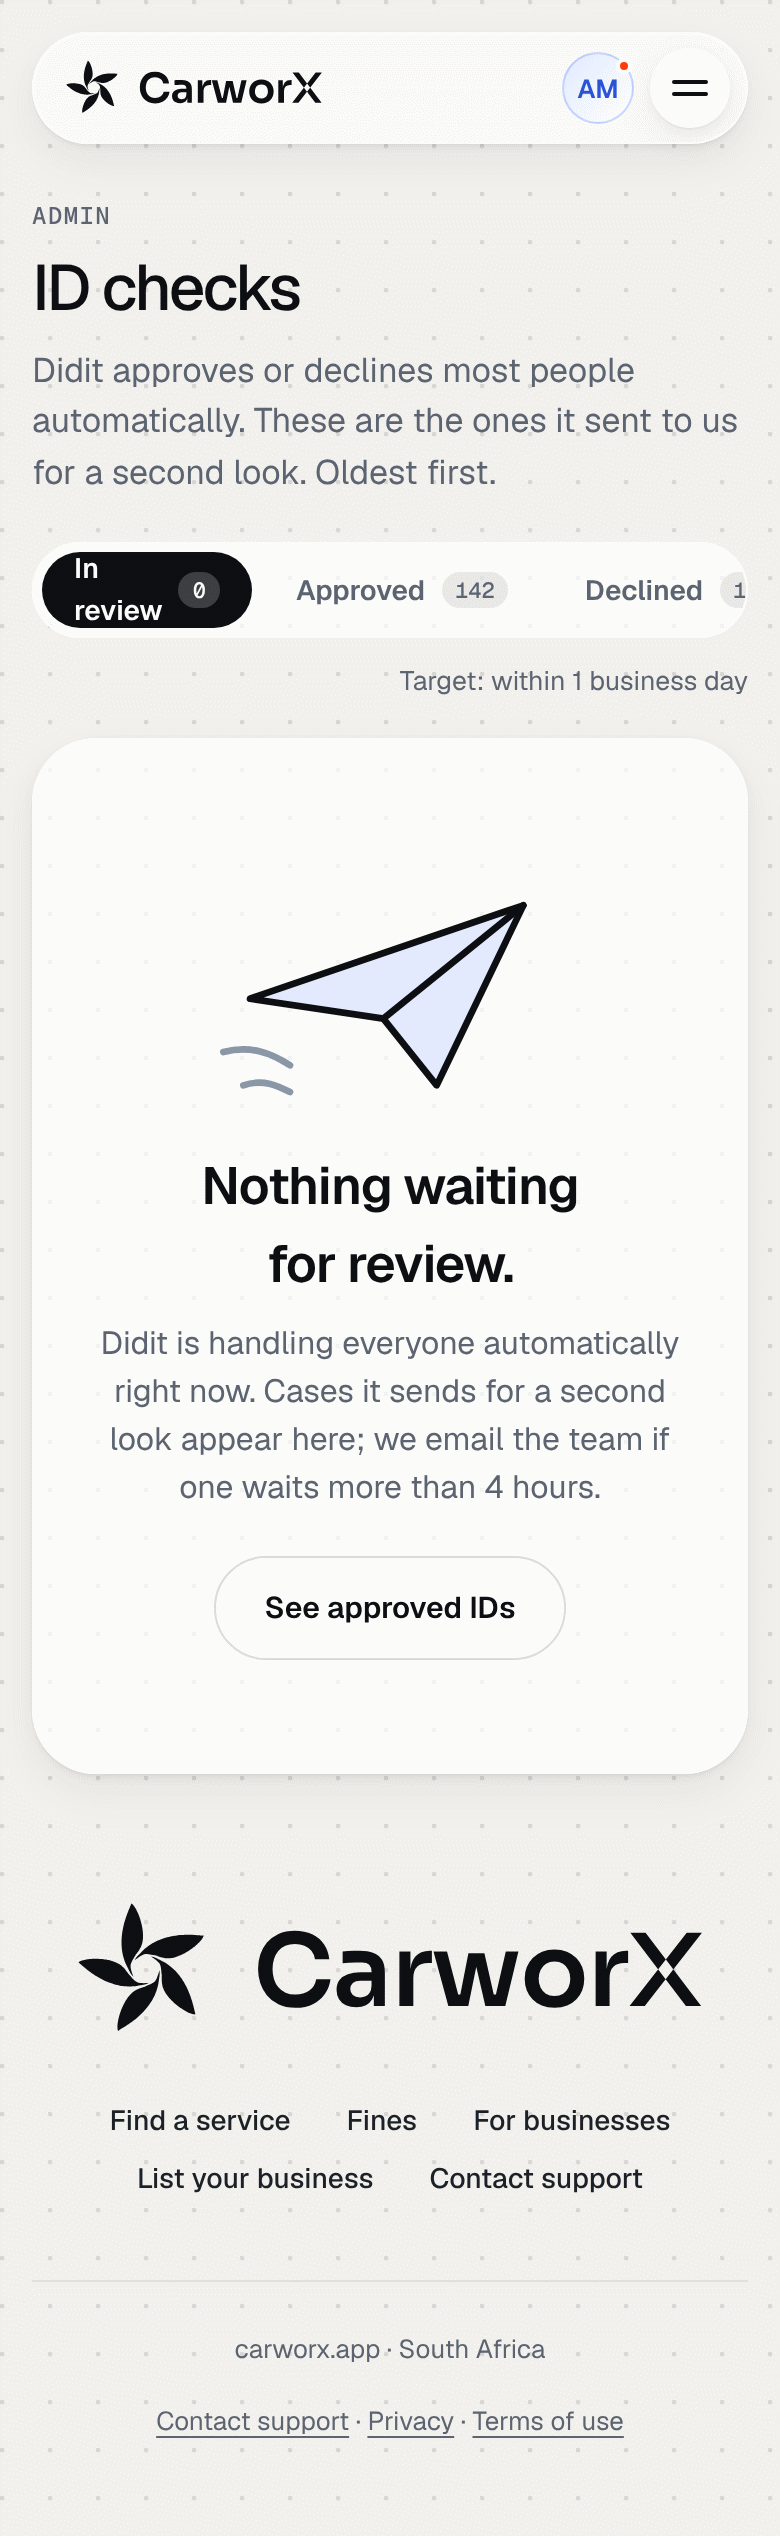 CarworX
AM
ADMIN
ID checks
Didit approves or declines most people
automatically. These are the ones it sent to us
for a second look. Oldest first.
In review 0
Approved 142
Declined 1
Target: within 1 business day
Nothing waiting
for review.
Didit is handling everyone automatically
right now. Cases it sends for a second
look appear here; we email the team if
one waits more than 4 hours.
See approved IDs
CarworX
Find a service Fines For businesses
List your business Contact support
carworx.app · South Africa
Contact support · Privacy · Terms of use